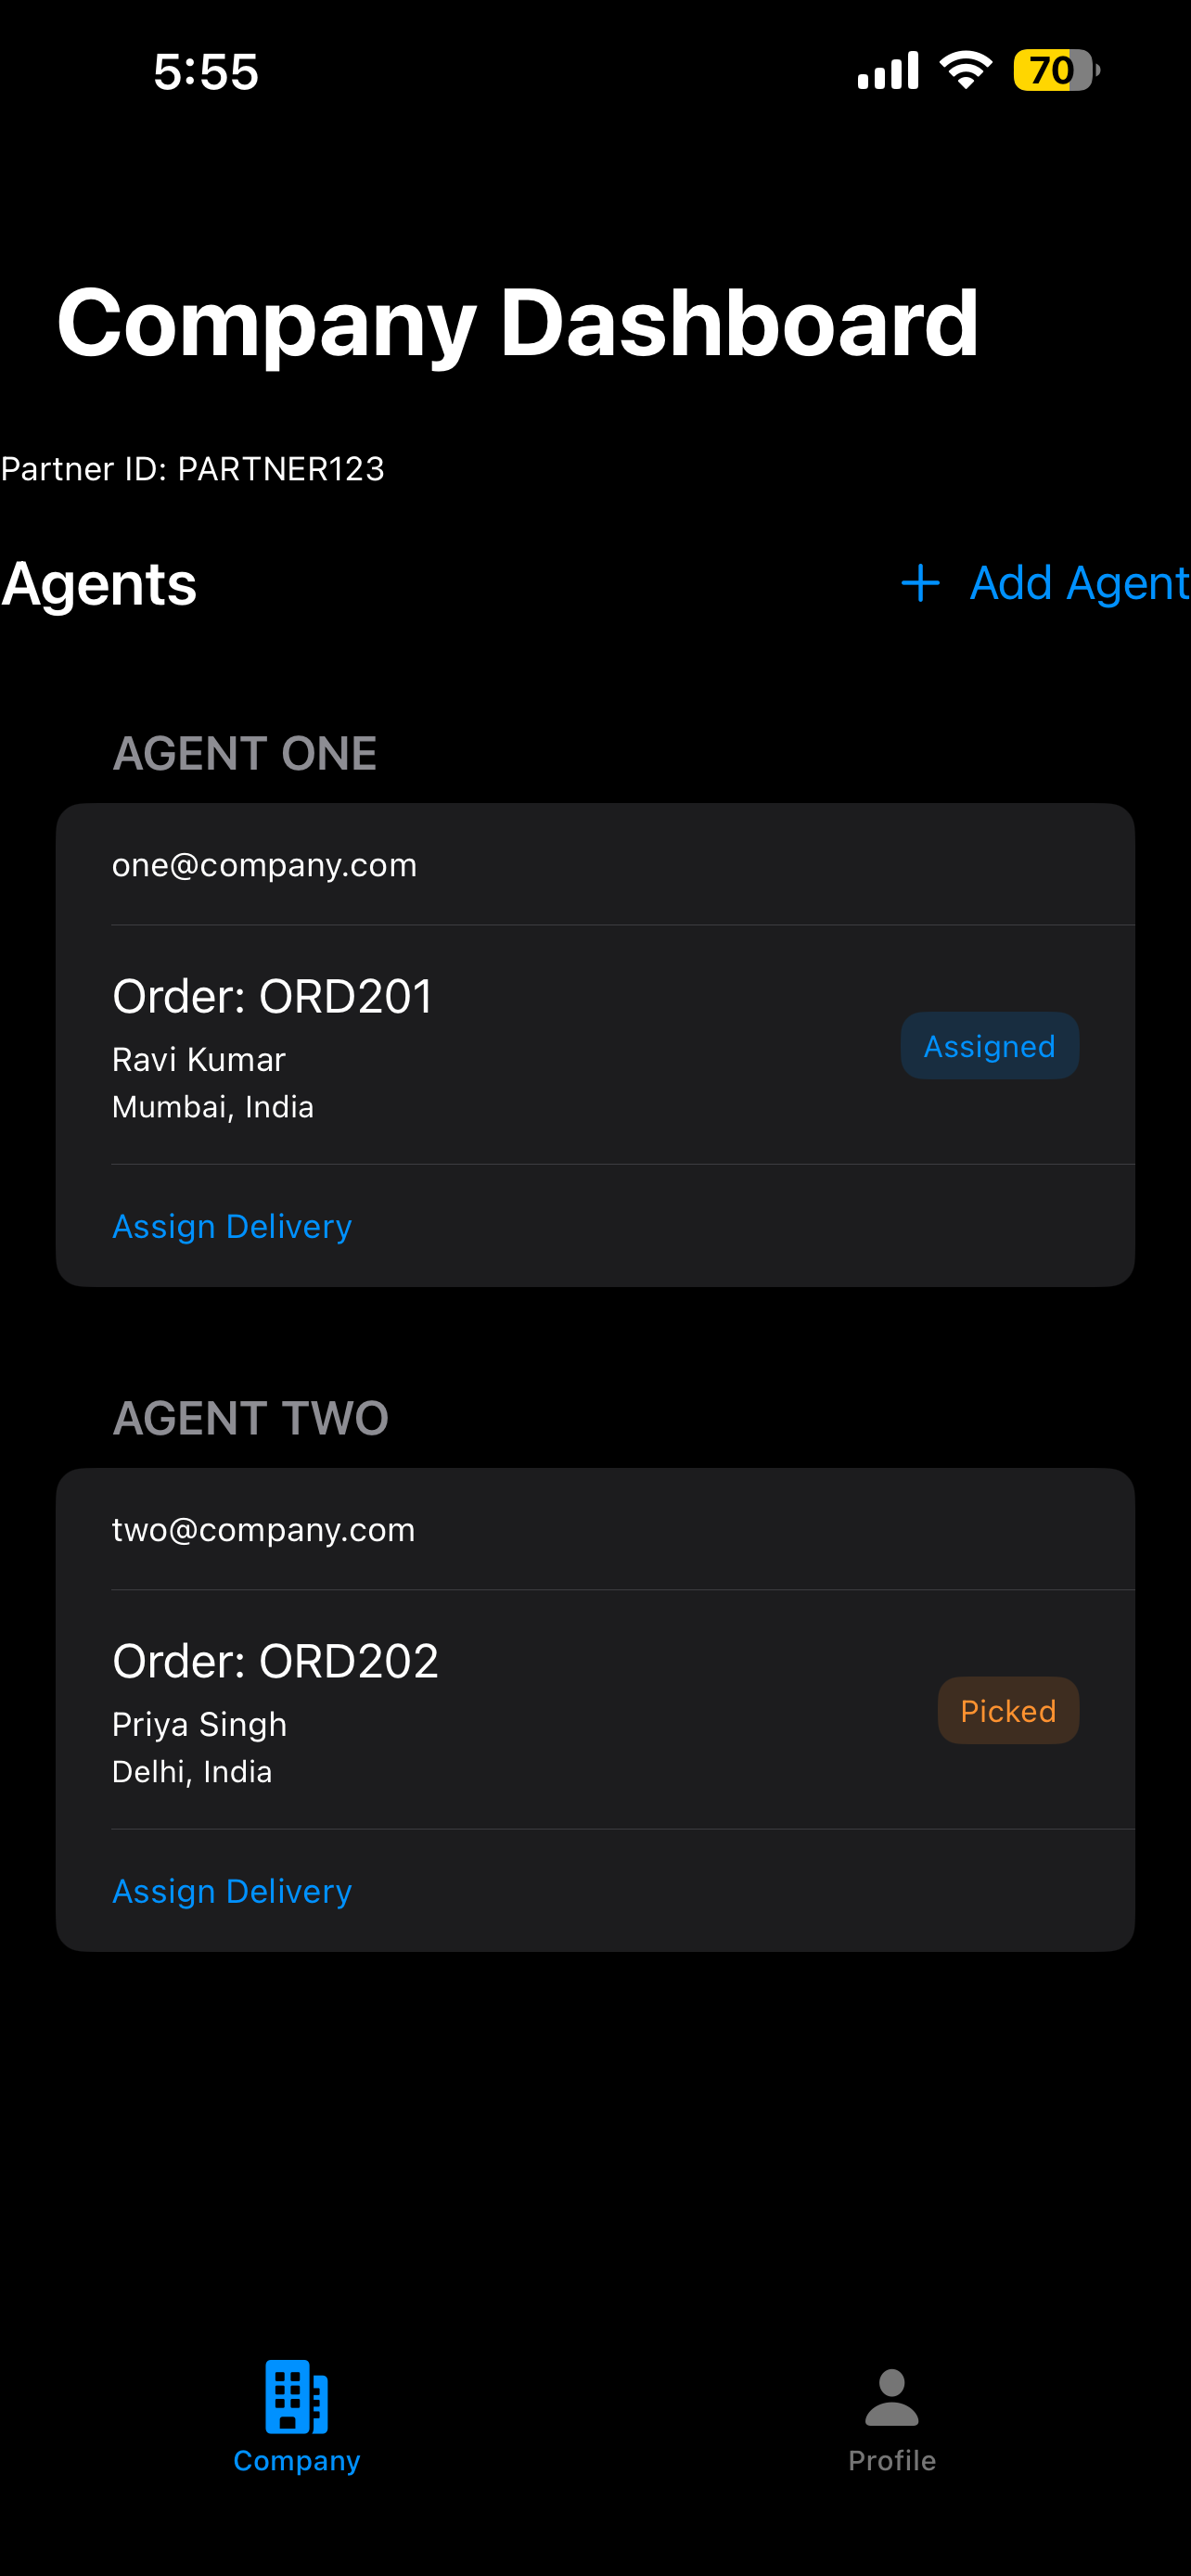 5:55
70
Company Dashboard
Partner ID: PARTNER123
Agents
+ Add Agent
AGENT ONE
one@company.com
Order: ORD201
Ravi Kumar
Assigned
Mumbai, India
Assign Delivery
AGENT TWO
two@company.com
Order: ORD202
Priya Singh
Picked
Delhi, India
Assign Delivery
Company
Profile